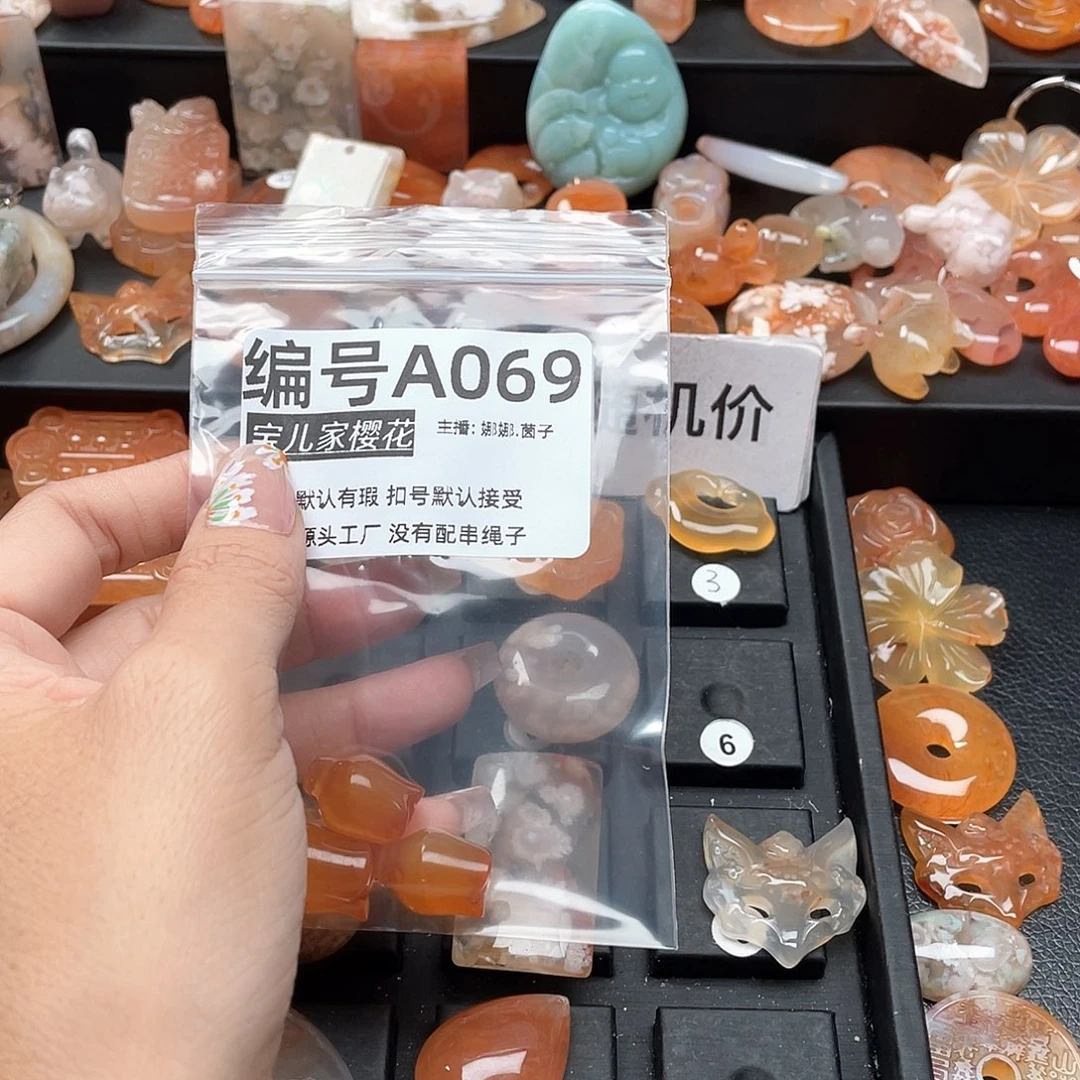 编号A069
宝儿家樱花
主播:娜娜.茵子
默认有瑕 扣号默认接受
源头工厂 没有配串绳子
机价
3
6